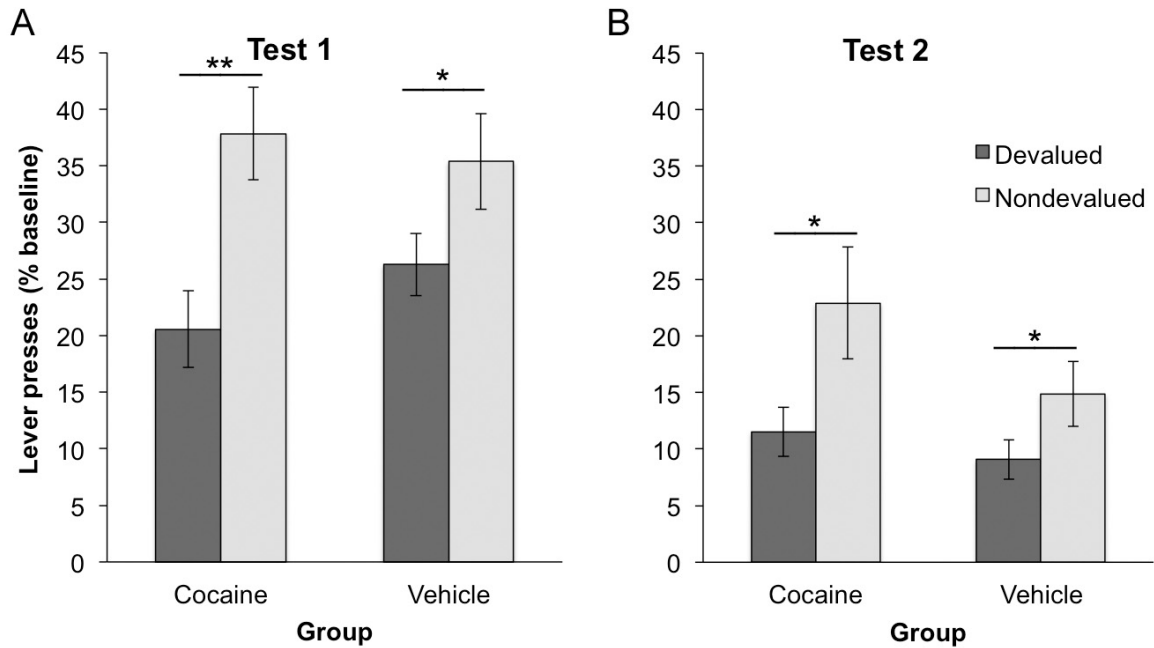 A
Test 1
Lever presses (% baseline)
45
40
35
30
25
20
15
10
5
0
**
*
Cocaine
Vehicle
Group
B
Test 2
45
40
35
30
25
20
15
10
5
0
Devalued
Nondevalued
*
*
Cocaine
Vehicle
Group